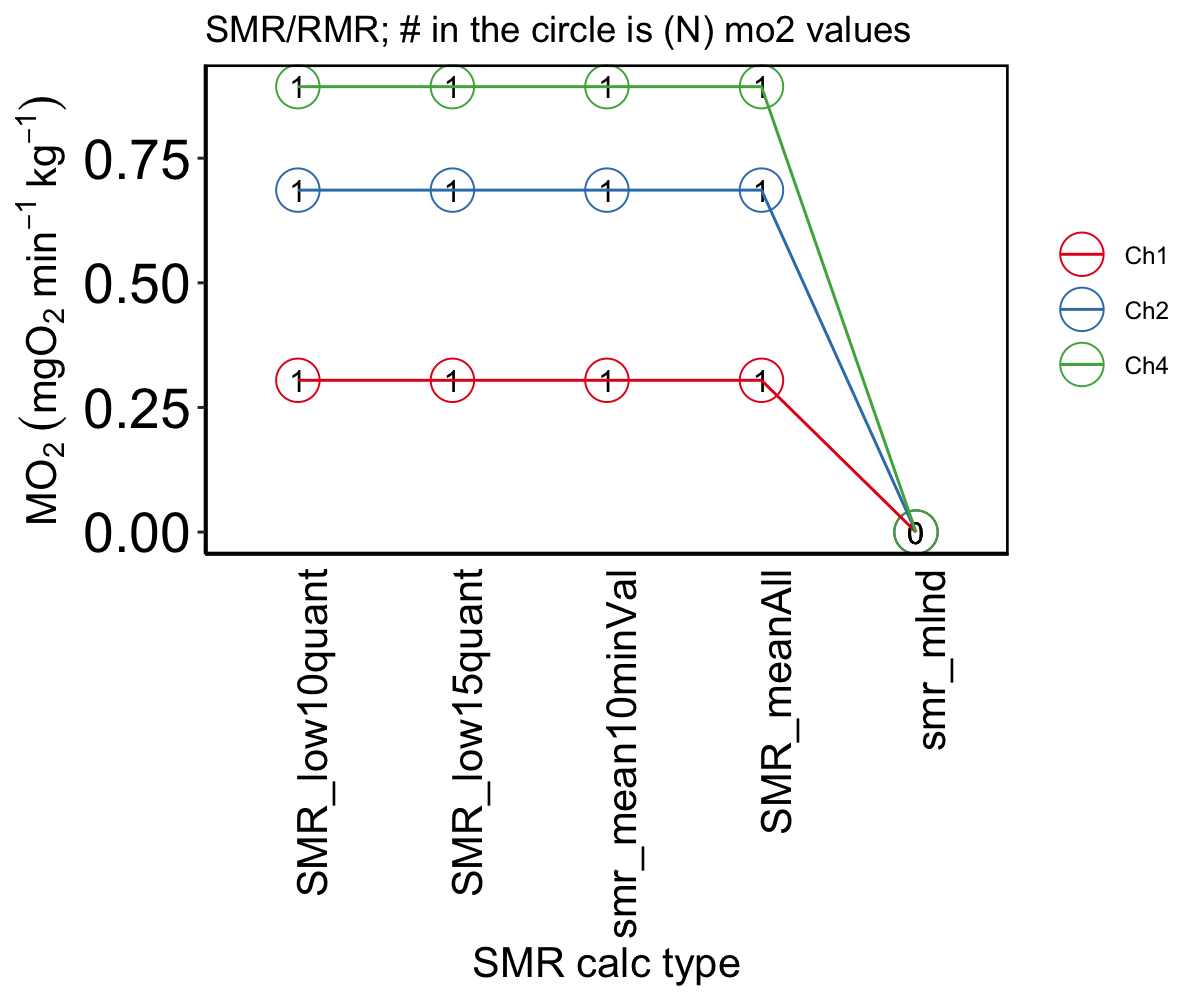 SMR/RMR; # in the circle is (N) mo2 values
MO₂ (mgO₂ min⁻¹ kg⁻¹)
0.75
0.50
0.25
0.00
1 1 1 1
1 1 1 1
1 1 1 1
0
Ch1
Ch2
Ch4
SMR_low10quant
SMR_low15quant
smr_mean10minVal
SMR_meanAll
smr_mlnd
SMR calc type